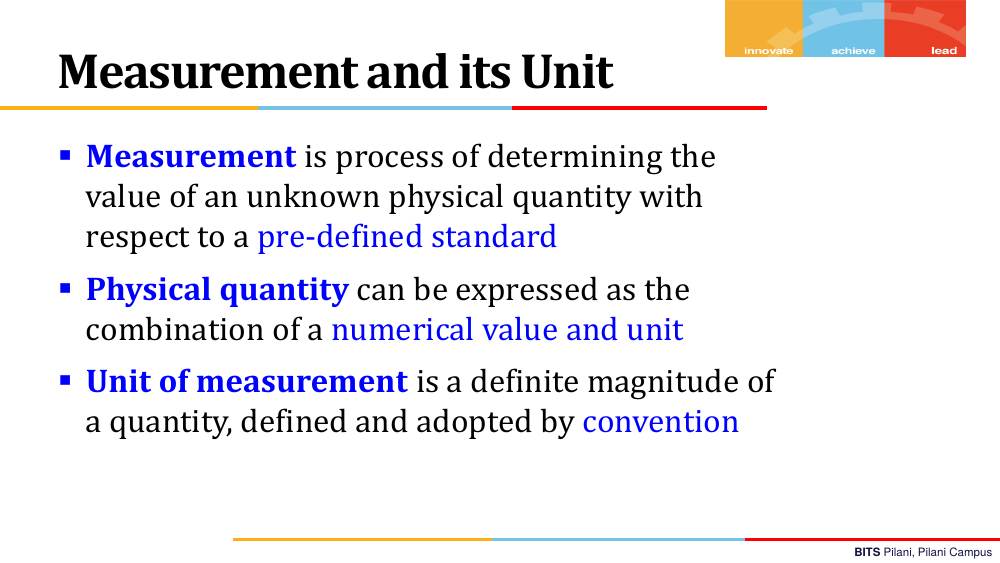 innovate achieve lead
Measurement and its Unit
▪ Measurement is process of determining the
value of an unknown physical quantity with
respect to a pre-defined standard
▪ Physical quantity can be expressed as the
combination of a numerical value and unit
▪ Unit of measurement is a definite magnitude of
a quantity, defined and adopted by convention
BITS Pilani, Pilani Campus